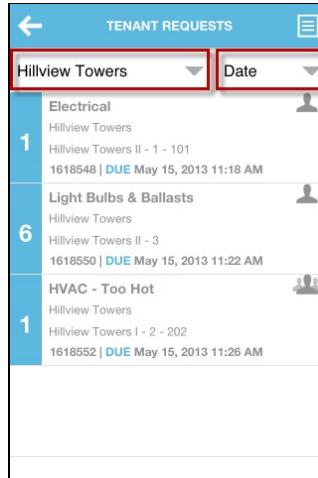 TENANT REQUESTS
Hillview Towers
Date
Electrical
Hillview Towers
1
Hillview Towers II - 1 - 101
1618548 | DUE May 15, 2013 11:18 AM
Light Bulbs & Ballasts
Hillview Towers
6
Hillview Towers II - 3
1618550 | DUE May 15, 2013 11:22 AM
HVAC - Too Hot
Hillview Towers
1
Hillview Towers I - 2 - 202
1618552 | DUE May 15, 2013 11:26 AM